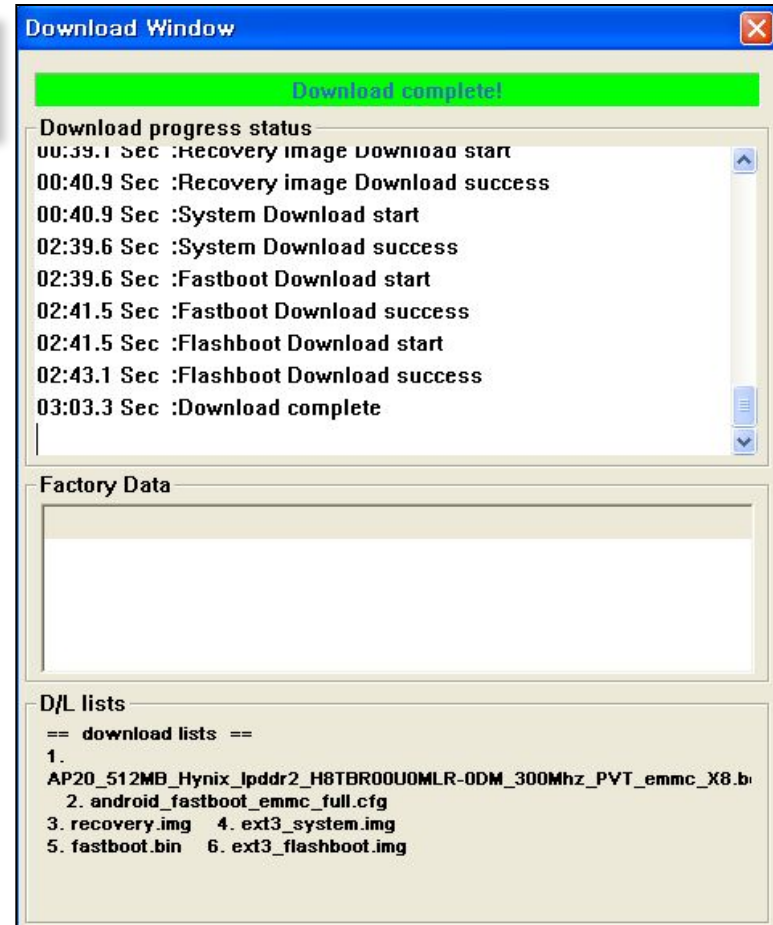 Download Window
Download complete!
Download progress status
00:39.1 Sec :Recovery image Download start
00:40.9 Sec :Recovery image Download success
00:40.9 Sec :System Download start
02:39.6 Sec :System Download success
02:39.6 Sec :Fastboot Download start
02:41.5 Sec :Fastboot Download success
02:41.5 Sec :Flashboot Download start
02:43.1 Sec :Flashboot Download success
03:03.3 Sec :Download complete
Factory Data
D/L lists
== download lists ==
1.
AP20_512MB_Hynix_lpddr2_H8TBR00U0MLR-0DM_300Mhz_PVT_emmc_X8.b
2. android_fastboot_emmc_full.cfg
3. recovery.img 4. ext3_system.img
5. fastboot.bin 6. ext3_flashboot.img